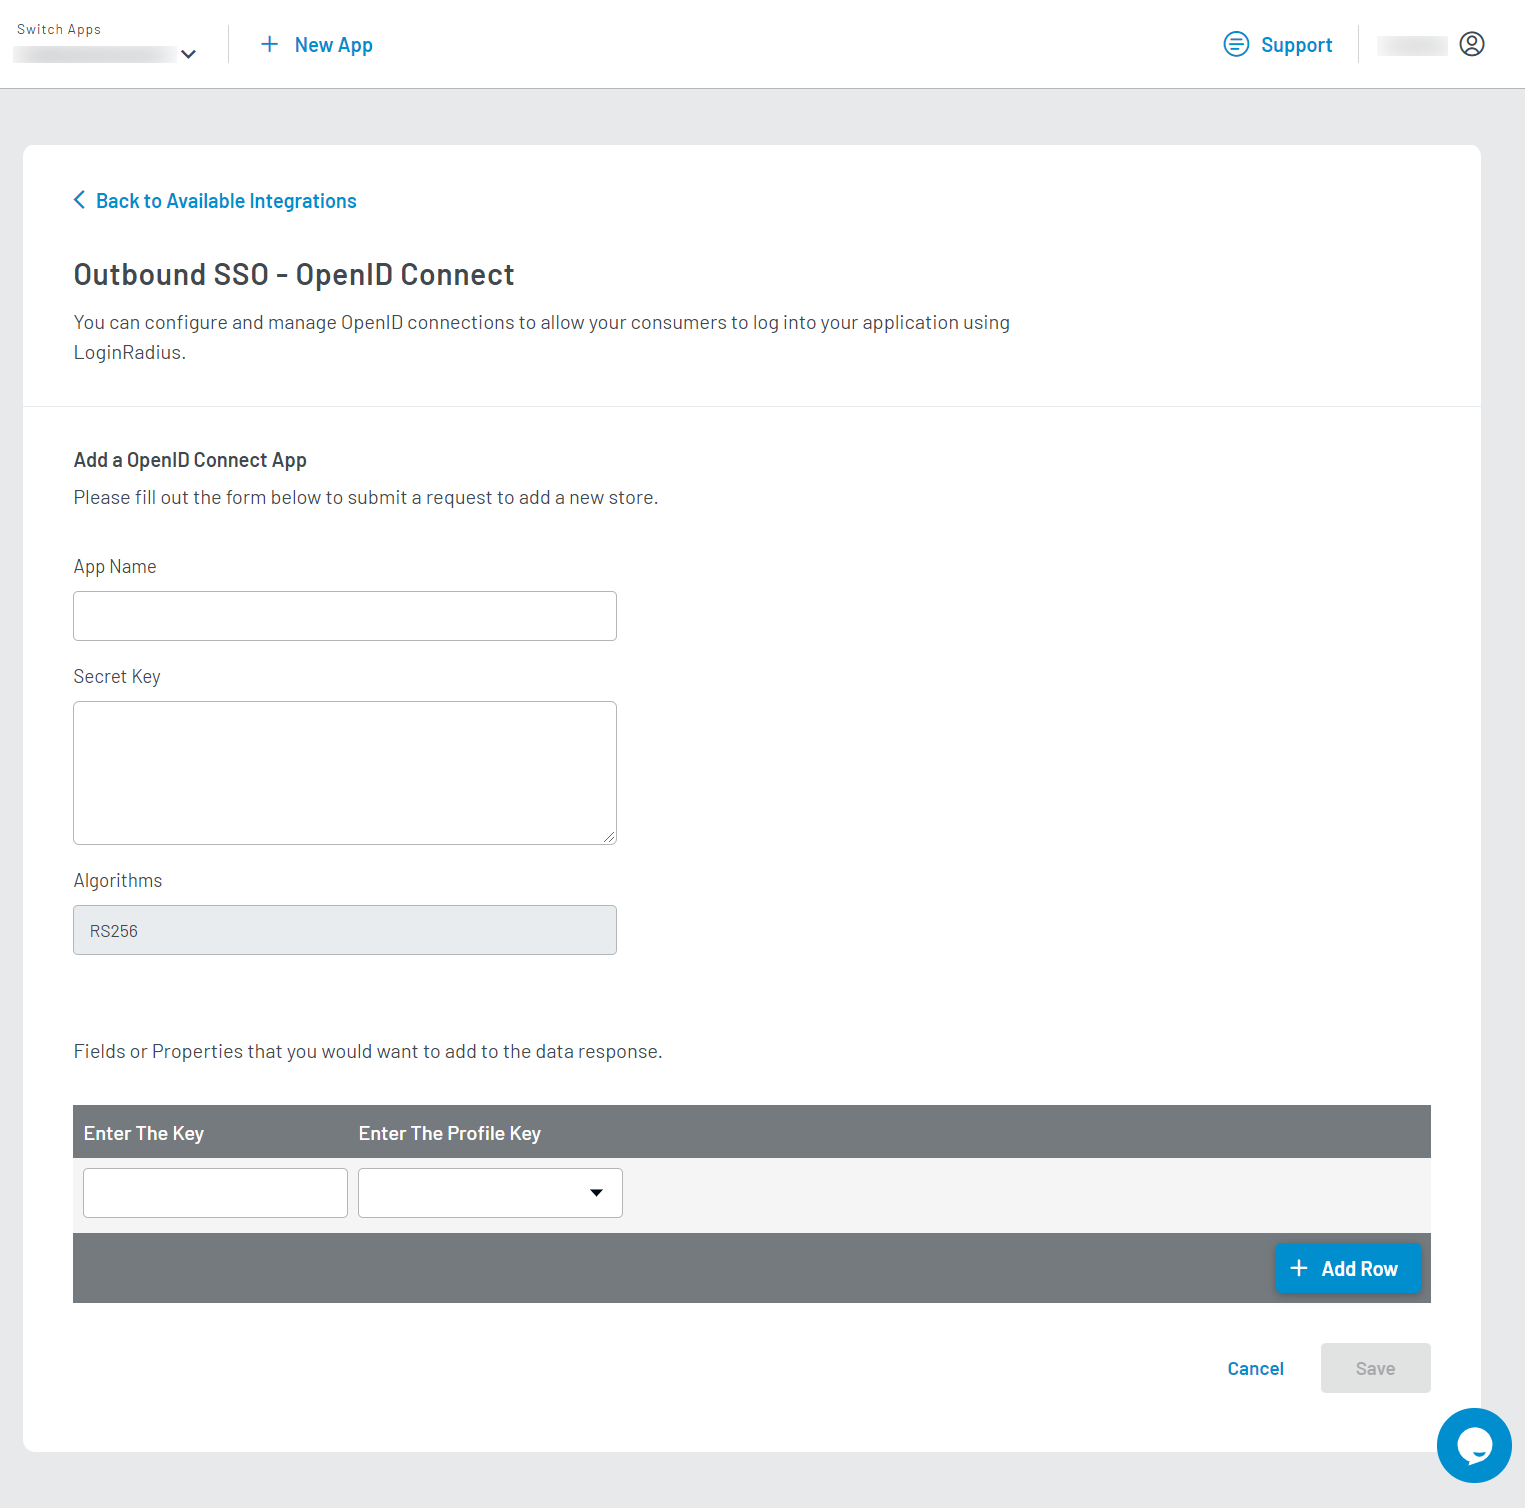 Switch Apps
New App
Support
Back to Available Integrations
Outbound SSO - OpenID Connect
You can configure and manage OpenID connections to allow your consumers to log into your application using
LoginRadius.
Add a OpenID Connect App
Please fill out the form below to submit a request to add a new store.
App Name
Secret Key
Algorithms
RS256
Fields or Properties that you would want to add to the data response.
Enter The Key Enter The Profile Key
Add Row
Cancel Save